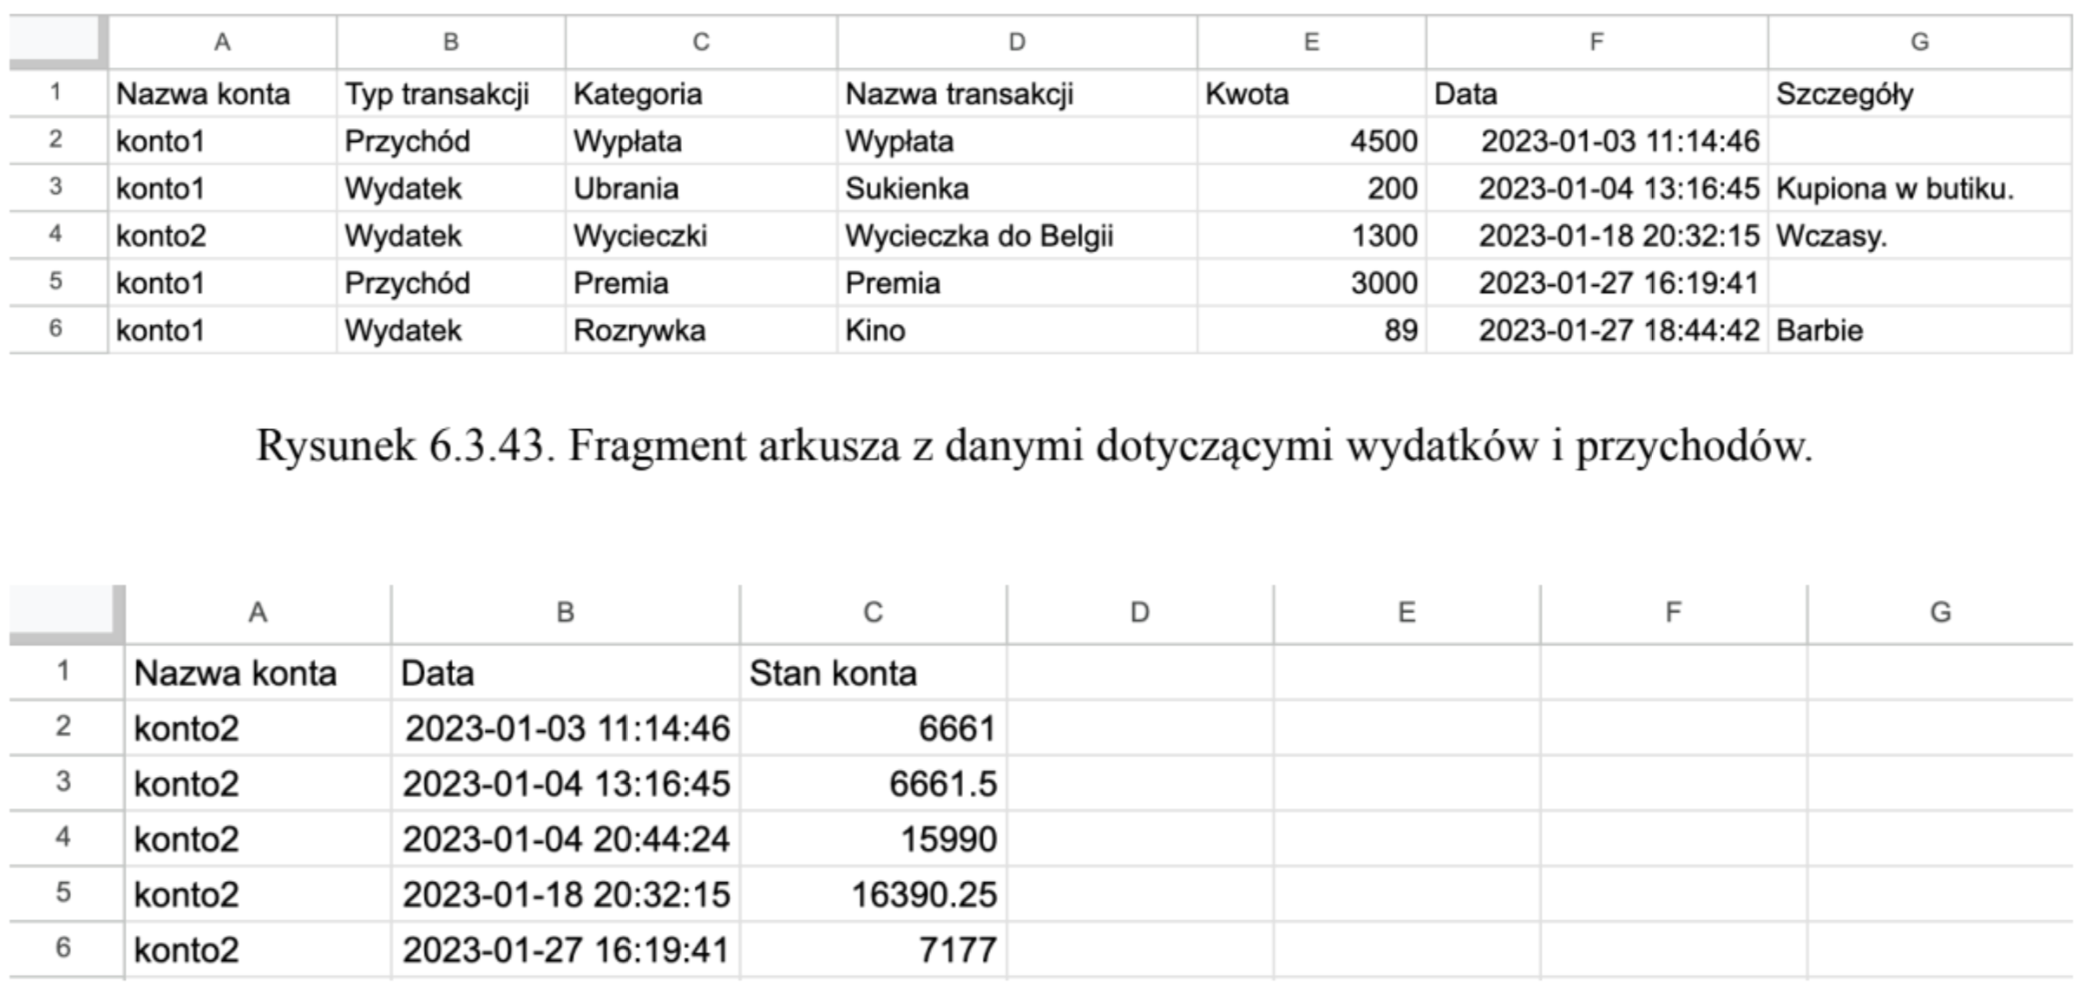 A B C D E F G
1 Nazwa konta Typ transakcji Kategoria Nazwa transakcji Kwota Data Szczegóły
2 konto1 Przychód Wypłata Wypłata 4500 2023-01-03 11:14:46
3 konto1 Wydatek Ubrania Sukienka 200 2023-01-04 13:16:45 Kupiona w butiku.
4 konto2 Wydatek Wycieczki Wycieczka do Belgii 1300 2023-01-18 20:32:15 Wczasy.
5 konto1 Przychód Premia Premia 3000 2023-01-27 16:19:41
6 konto1 Wydatek Rozrywka Kino 89 2023-01-27 18:44:42 Barbie
Rysunek 6.3.43. Fragment arkusza z danymi dotyczącymi wydatków i przychodów.
A B C D E F G
1 Nazwa konta Data Stan konta
2 konto2 2023-01-03 11:14:46 6661
3 konto2 2023-01-04 13:16:45 6661.5
4 konto2 2023-01-04 20:44:24 15990
5 konto2 2023-01-18 20:32:15 16390.25
6 konto2 2023-01-27 16:19:41 7177